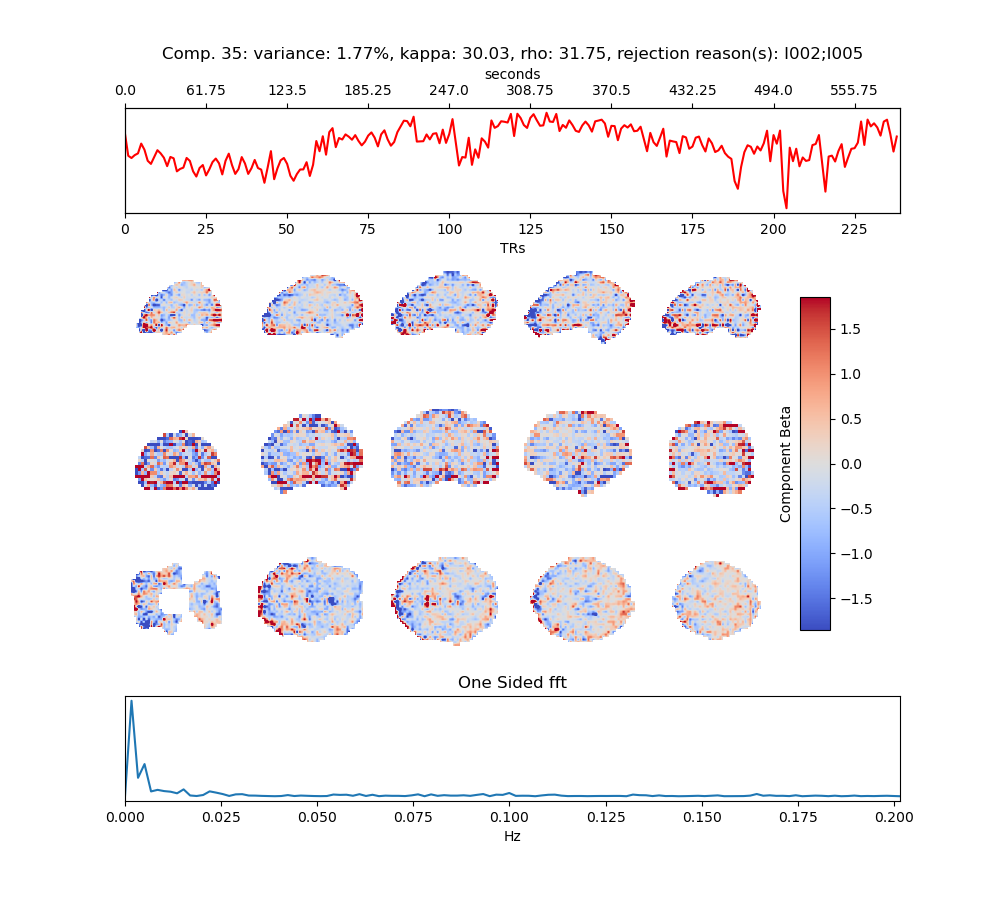 Comp. 35: variance: 1.77%, kappa: 30.03, rho: 31.75, rejection reason(s): I002;I005
seconds
0.0 61.75 123.5 185.25 247.0 308.75 370.5 432.25 494.0 555.75
0 25 50 75 100 125 150 175 200 225
TRs
1.5
1.0
0.5
0.0
−0.5
−1.0
−1.5
Component Beta
One Sided fft
0.000 0.025 0.050 0.075 0.100 0.125 0.150 0.175 0.200
Hz